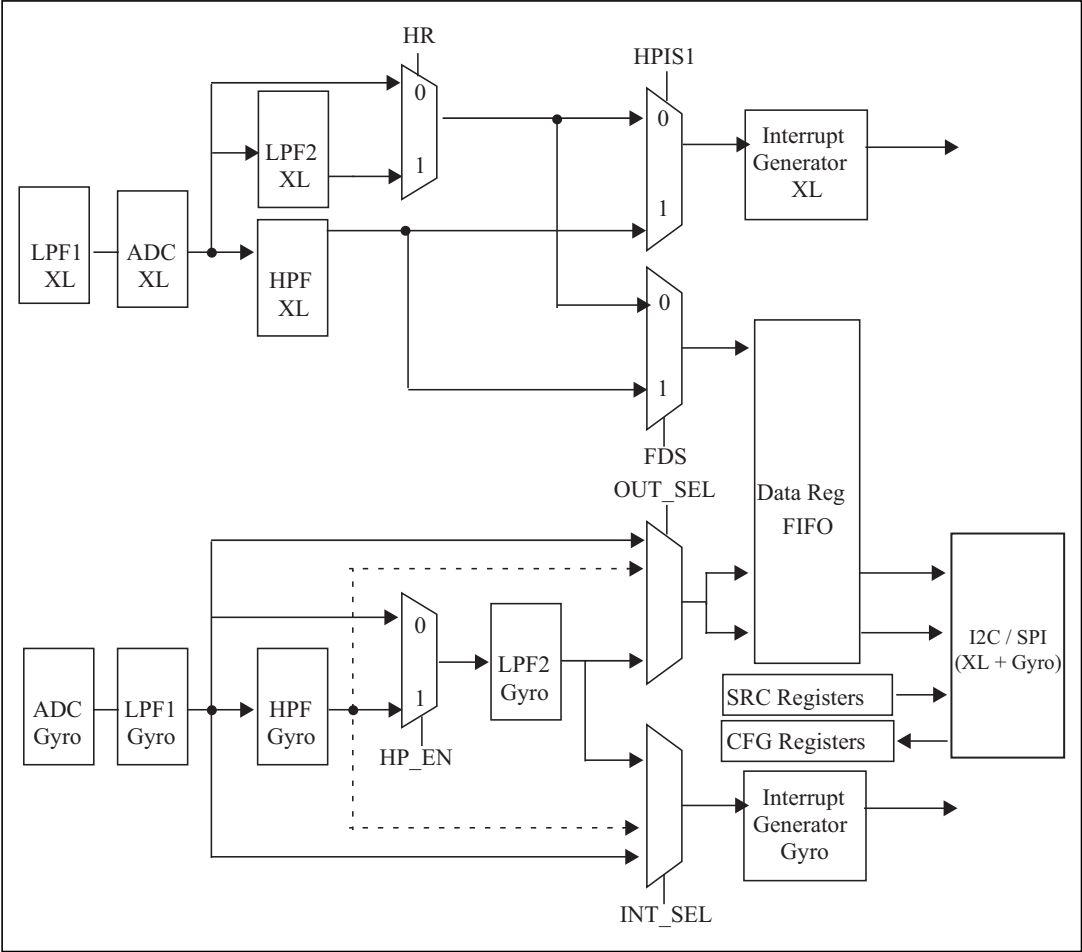 HR
HPIS1
0
0
Interrupt
Generator
XL
LPF2
XL
1
1
LPF1
XL
ADC
XL
HPF
XL
0
1
FDS
OUT_SEL
Data Reg
FIFO
0
LPF2
Gyro
I2C / SPI
(XL + Gyro)
ADC
Gyro
LPF1
Gyro
HPF
Gyro
1
SRC Registers
HP_EN
CFG Registers
Interrupt
Generator
Gyro
INT_SEL